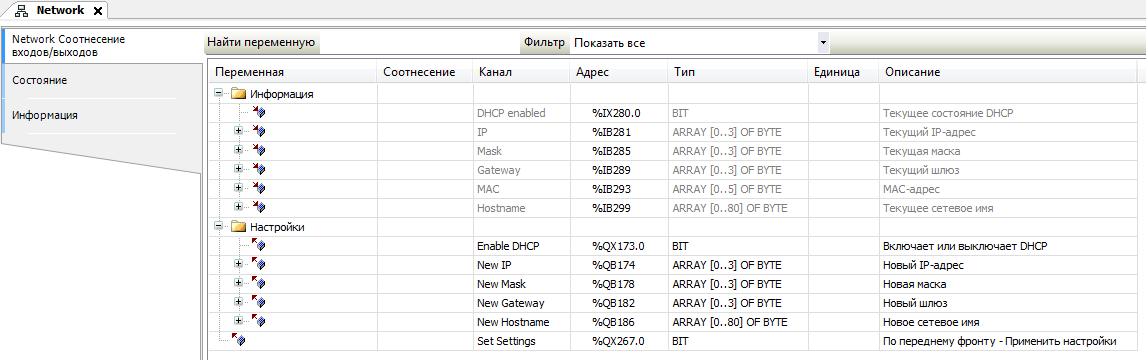 Network
Network Соотнесение
входов/выходов
Состояние
Информация
Найти переменную Фильтр Показать все
Переменная Соотнесение Канал Адрес Тип Единица Описание
Информация
DHCP enabled %IX280.0 BIT Текущее состояние DHCP
IP %IB281 ARRAY [0..3] OF BYTE Текущий IP-адрес
Mask %IB285 ARRAY [0..3] OF BYTE Текущая маска
Gateway %IB289 ARRAY [0..3] OF BYTE Текущий шлюз
MAC %IB293 ARRAY [0..5] OF BYTE MAC-адрес
Hostname %IB299 ARRAY [0..80] OF BYTE Текущее сетевое имя
Настройки
Enable DHCP %QX173.0 BIT Включает или выключает DHCP
New IP %QB174 ARRAY [0..3] OF BYTE Новый IP-адрес
New Mask %QB178 ARRAY [0..3] OF BYTE Новая маска
New Gateway %QB182 ARRAY [0..3] OF BYTE Новый шлюз
New Hostname %QB186 ARRAY [0..80] OF BYTE Новое сетевое имя
Set Settings %QX267.0 BIT По переднему фронту - Применить настройки